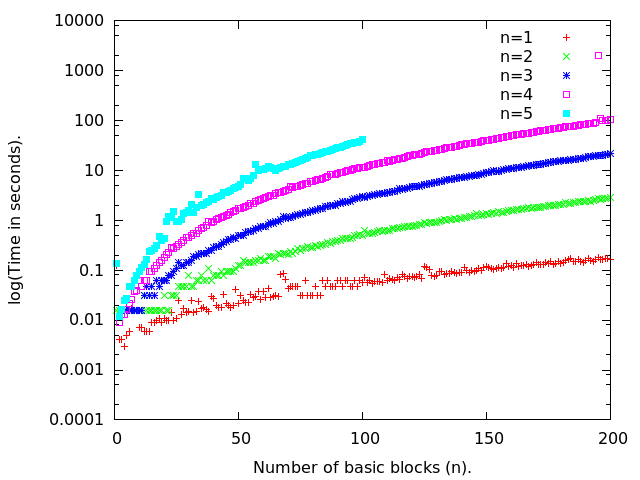 10000
1000
100
10
1
0.1
0.01
0.001
0.0001
log(Time in seconds).
n=1
n=2
n=3
n=4
n=5
0 50 100 150 200
Number of basic blocks (n).